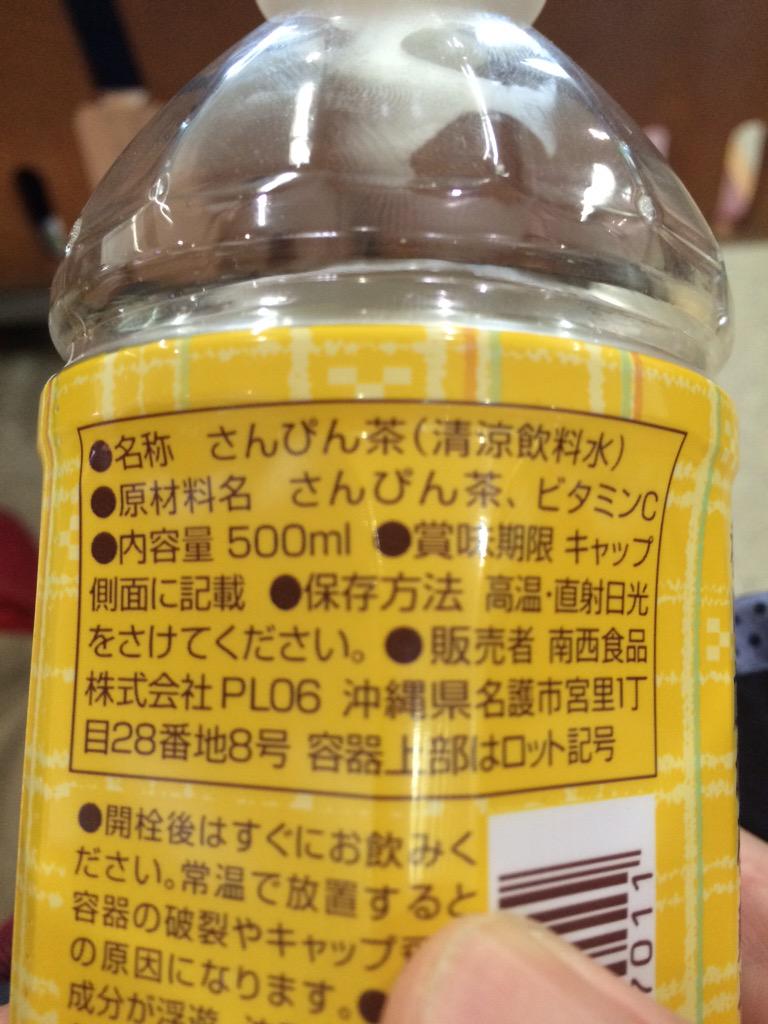 ●名称 さんぴん茶(清涼飲料水)
●原材料名 さんぴん茶、ビタミンC
●内容量 500ml ●賞味期限 キャップ
側面に記載 ●保存方法 高温・直射日光
をさけてください。 ●販売者 南西食品
株式会社PL06 沖縄県名護市宮里1丁
目28番地8号 容器上部はロット記号
●開栓後はすぐにお飲みく
ださい。常温で放置すると
容器の破裂やキャップ
の原因になります。●
成分が浮遊
7011